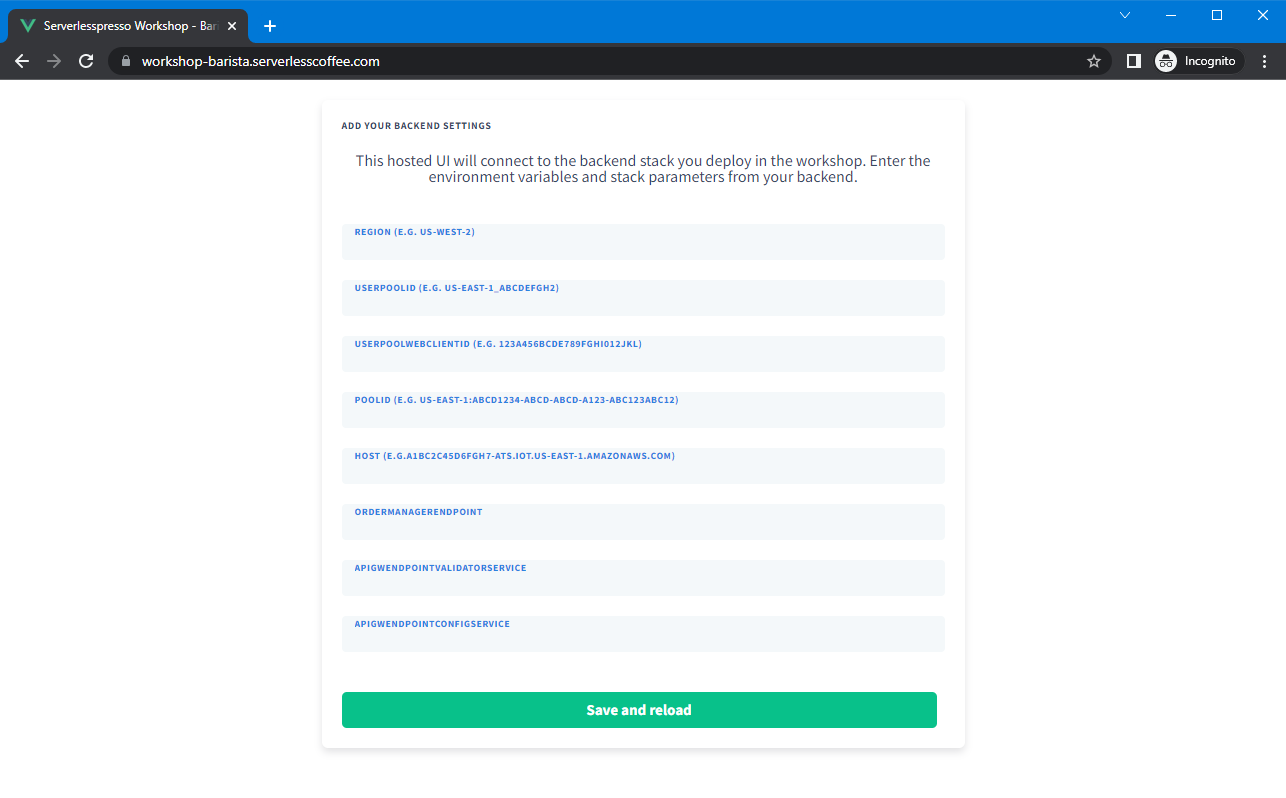 Serverlesspresso Workshop - Bar
workshop-barista.serverlesscoffee.com
Incognito
ADD YOUR BACKEND SETTINGS
This hosted UI will connect to the backend stack you deploy in the workshop. Enter the
environment variables and stack parameters from your backend.
REGION (E.G. US-WEST-2)
USERPOOLID (E.G. US-EAST-1_ABCDEFGH2)
USERPOOLWEBCLIENTID (E.G. 123A456BCDE789FGHI012JKL)
POOLID (E.G. US-EAST-1:ABCD1234-ABCD-ABCD-A123-ABC123ABC12)
HOST (E.G.A1BC2C45D6FGH7-ATS.IOT.US-EAST-1.AMAZONAWS.COM)
ORDERMANAGERENDPOINT
APIGWENDPOINTVALIDATORSERVICE
APIGWENDPOINTCONFIGSERVICE
Save and reload